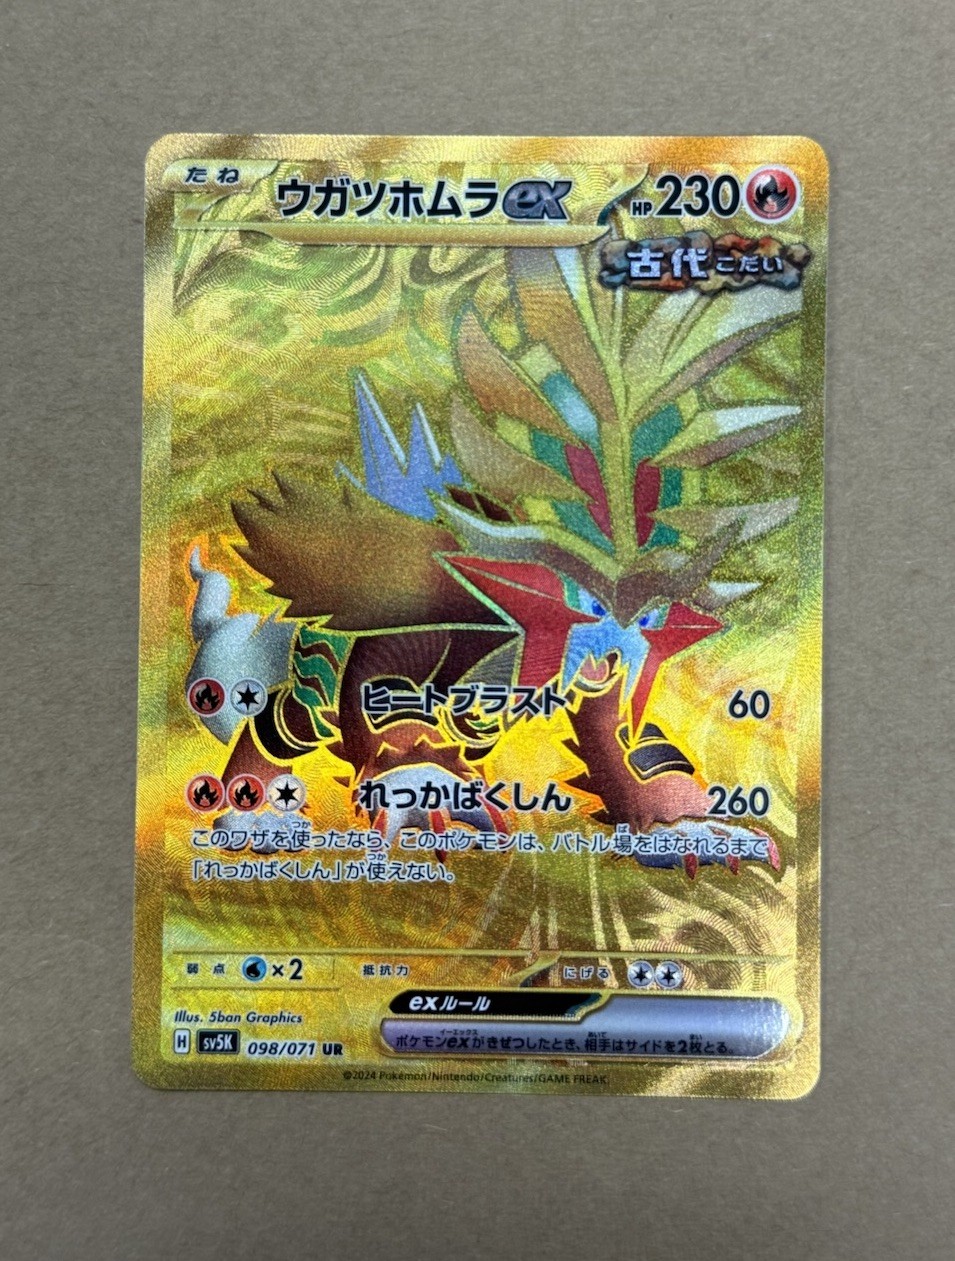 たね
ウガツホムラex
HP 230
古代 こだい
ヒートブラスト 60
れっかばくしん 260
このワザを使ったなら、このポケモンは、バトル場をはなれるまで
「れっかばくしん」が使えない。
弱点 ×2 抵抗力 にげる
Illus. 5ban Graphics
exルール
H sv5K 098/071 UR
ポケモンexがきぜつしたとき、相手はサイドを2枚とる。
©2024 Pokémon/Nintendo/Creatures/GAME FREAK.